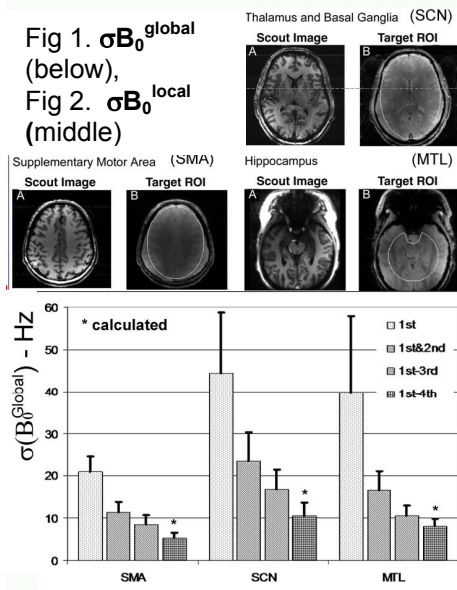 Fig 1. σB₀ᵍˡᵒᵇᵃˡ
(below),
Fig 2. σB₀ˡᵒᶜᵃˡ
(middle)
Thalamus and Basal Ganglia (SCN)
Scout Image Target ROI
A B
Supplementary Motor Area (SMA)
Scout Image Target ROI
A B
Hippocampus (MTL)
Scout Image Target ROI
A B
σ(B₀ᴳˡᵒᵇᵃˡ) - Hz
60
50
40
30
20
10
0
* calculated
1st
1st&2nd
1st-3rd
1st-4th
* * *
SMA SCN MTL